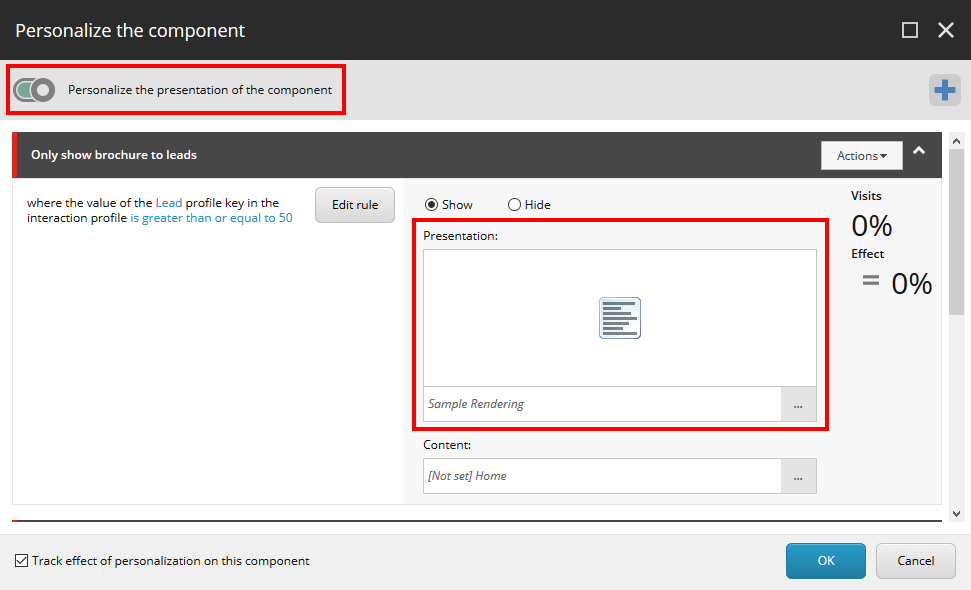 Personalize the component
Personalize the presentation of the component
Only show brochure to leads
Actions
where the value of the Lead profile key in the
interaction profile is greater than or equal to 50
Edit rule
Show
Hide
Presentation:
Sample Rendering
...
Content:
[Not set] Home
...
Visits
0%
Effect
= 0%
Track effect of personalization on this component
OK
Cancel